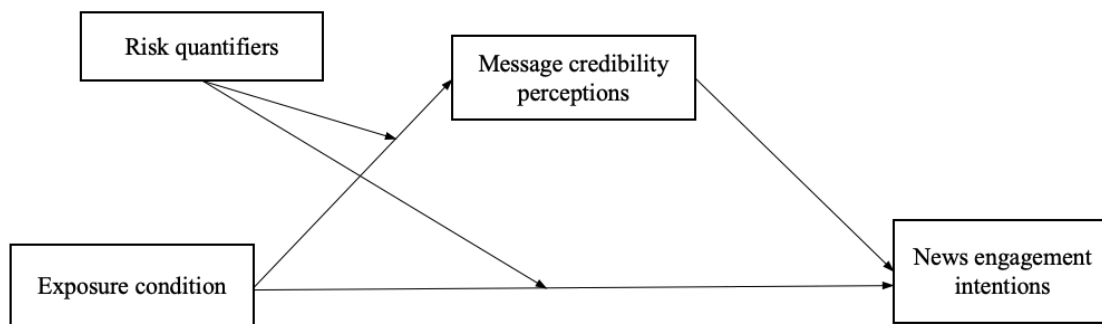 Risk quantifiers
Message credibility
perceptions
Exposure condition
News engagement
intentions